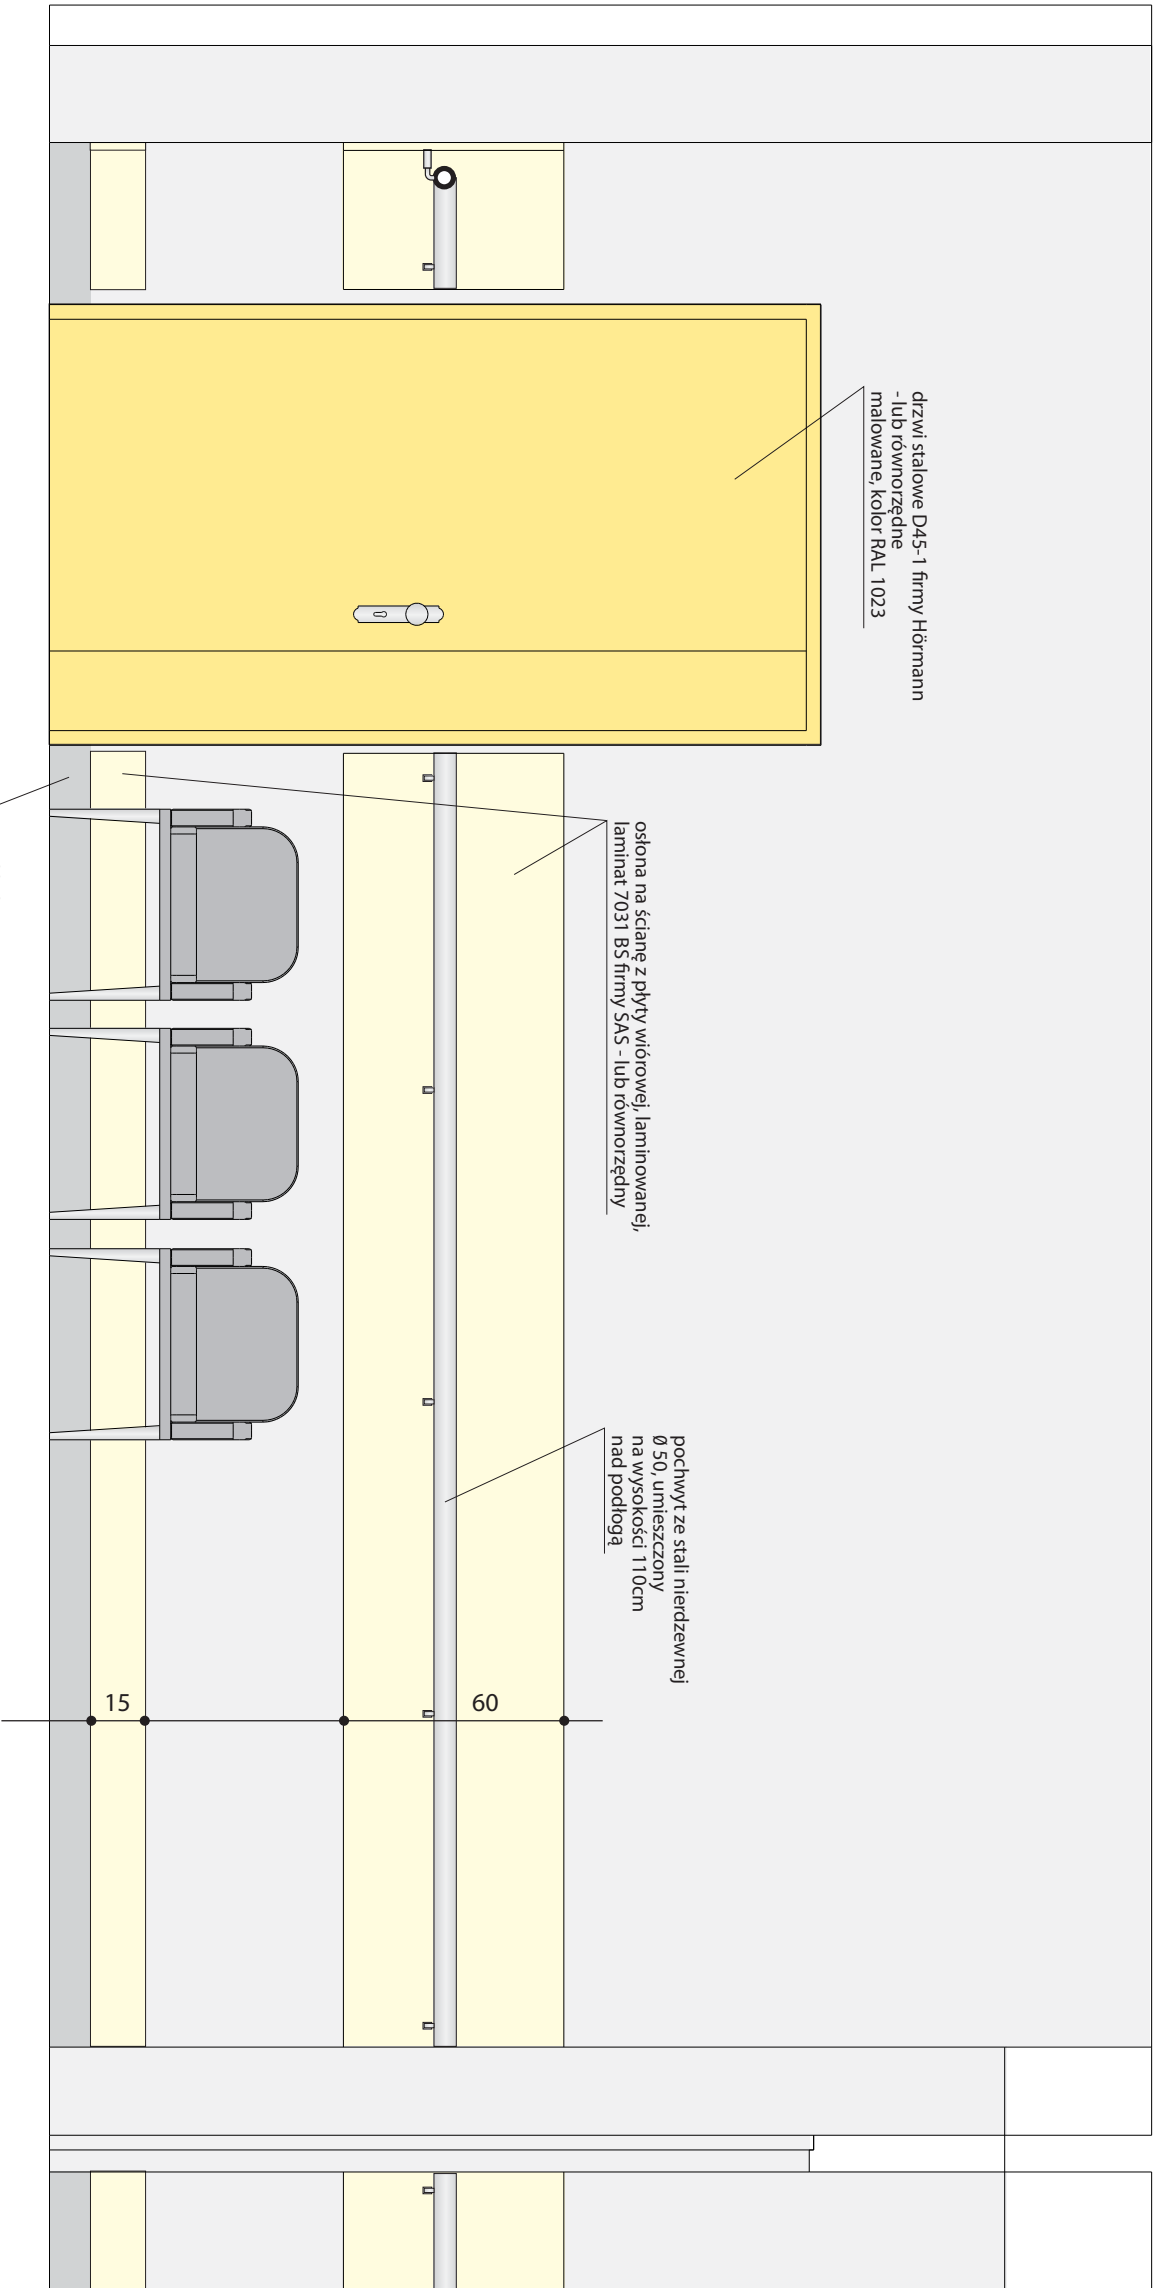 drzwi stalowe D45-1 firmy Hörmann
- lub równorzędne
malowane, kolor RAL 1023
osłona na ścianę z płyty wiórowej, laminowanej,
laminat 7031 BS firmy SAS - lub równorzędny
pochwyt ze stali nierdzewnej
Ø 50, umieszczony
na wysokości 110cm
nad podłogą
15
60